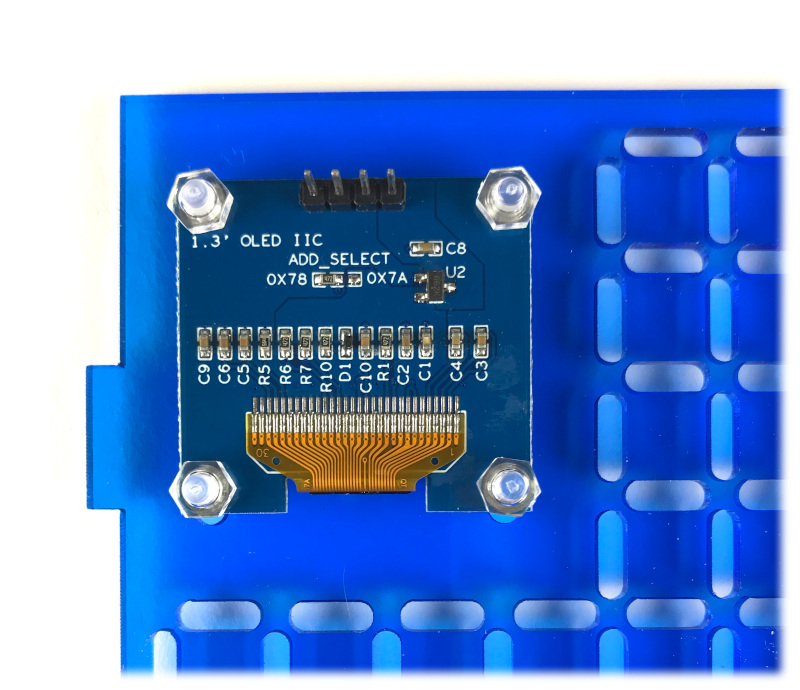 1.3' OLED IIC
C8
ADD_SELECT
0X78 0X7A U2
C9 C6 C5 R5 R6 R7 R10 D1 C10 R1 C2 C1 C4 C3
30 1